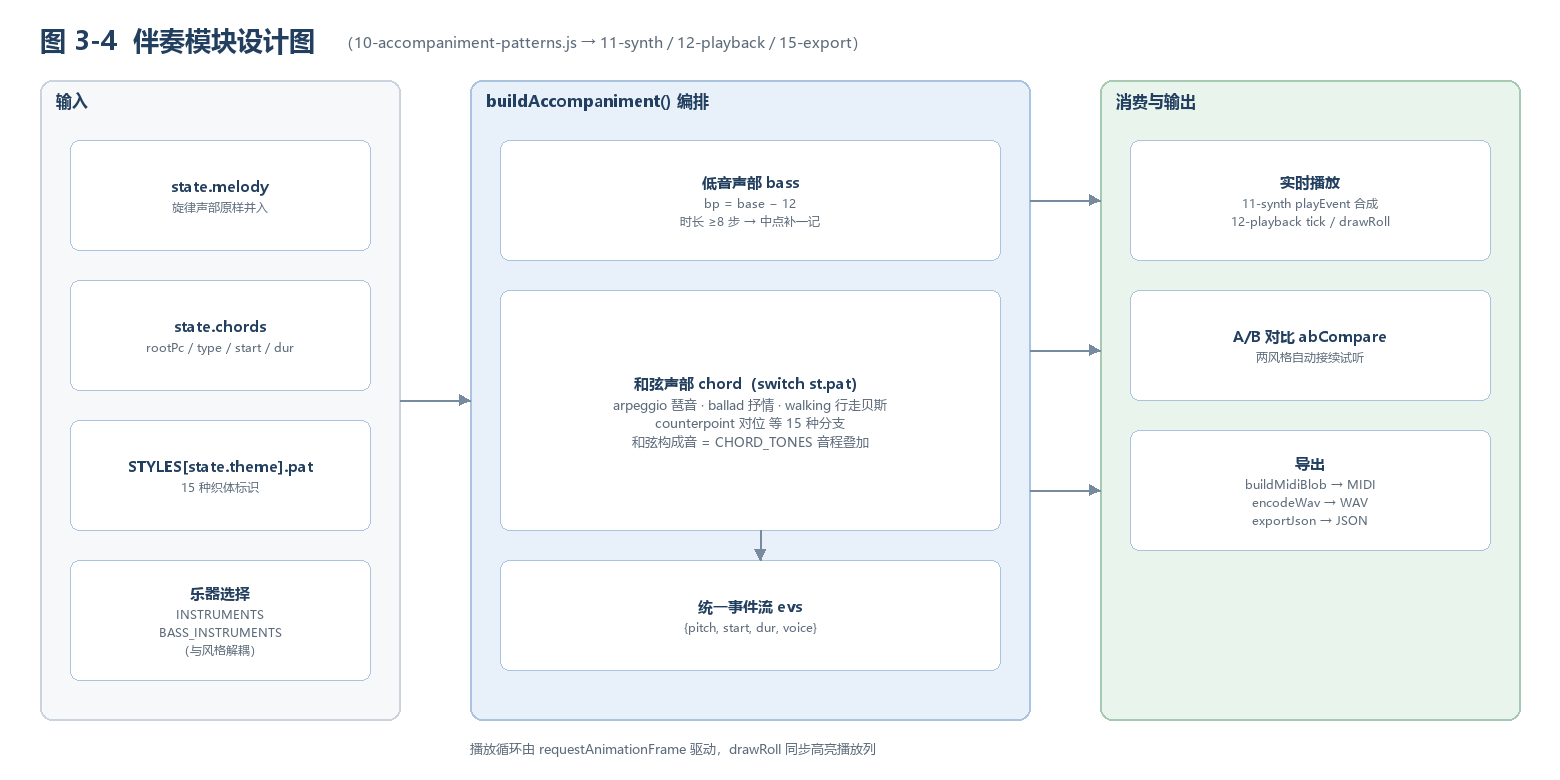 图 3-4 伴奏模块设计图 (10-accompaniment-patterns.js → 11-synth / 12-playback / 15-export)
输入
state.melody
旋律声部原样并入
state.chords
rootPc / type / start / dur
STYLES[state.theme].pat
15 种织体标识
乐器选择
INSTRUMENTS
BASS_INSTRUMENTS
(与风格解耦)
buildAccompaniment() 编排
低音声部 bass
bp = base − 12
时长 ≥8 步 → 中点补一记
和弦声部 chord（switch st.pat）
arpeggio 琶音 · ballad 抒情 · walking 行走贝斯
counterpoint 对位 等 15 种分支
和弦构成音 = CHORD_TONES 音程叠加
统一事件流 evs
{pitch, start, dur, voice}
消费与输出
实时播放
11-synth playEvent 合成
12-playback tick / drawRoll
A/B 对比 abCompare
两风格自动接续试听
导出
buildMidiBlob → MIDI
encodeWav → WAV
exportJson → JSON
播放循环由 requestAnimationFrame 驱动，drawRoll 同步高亮播放列